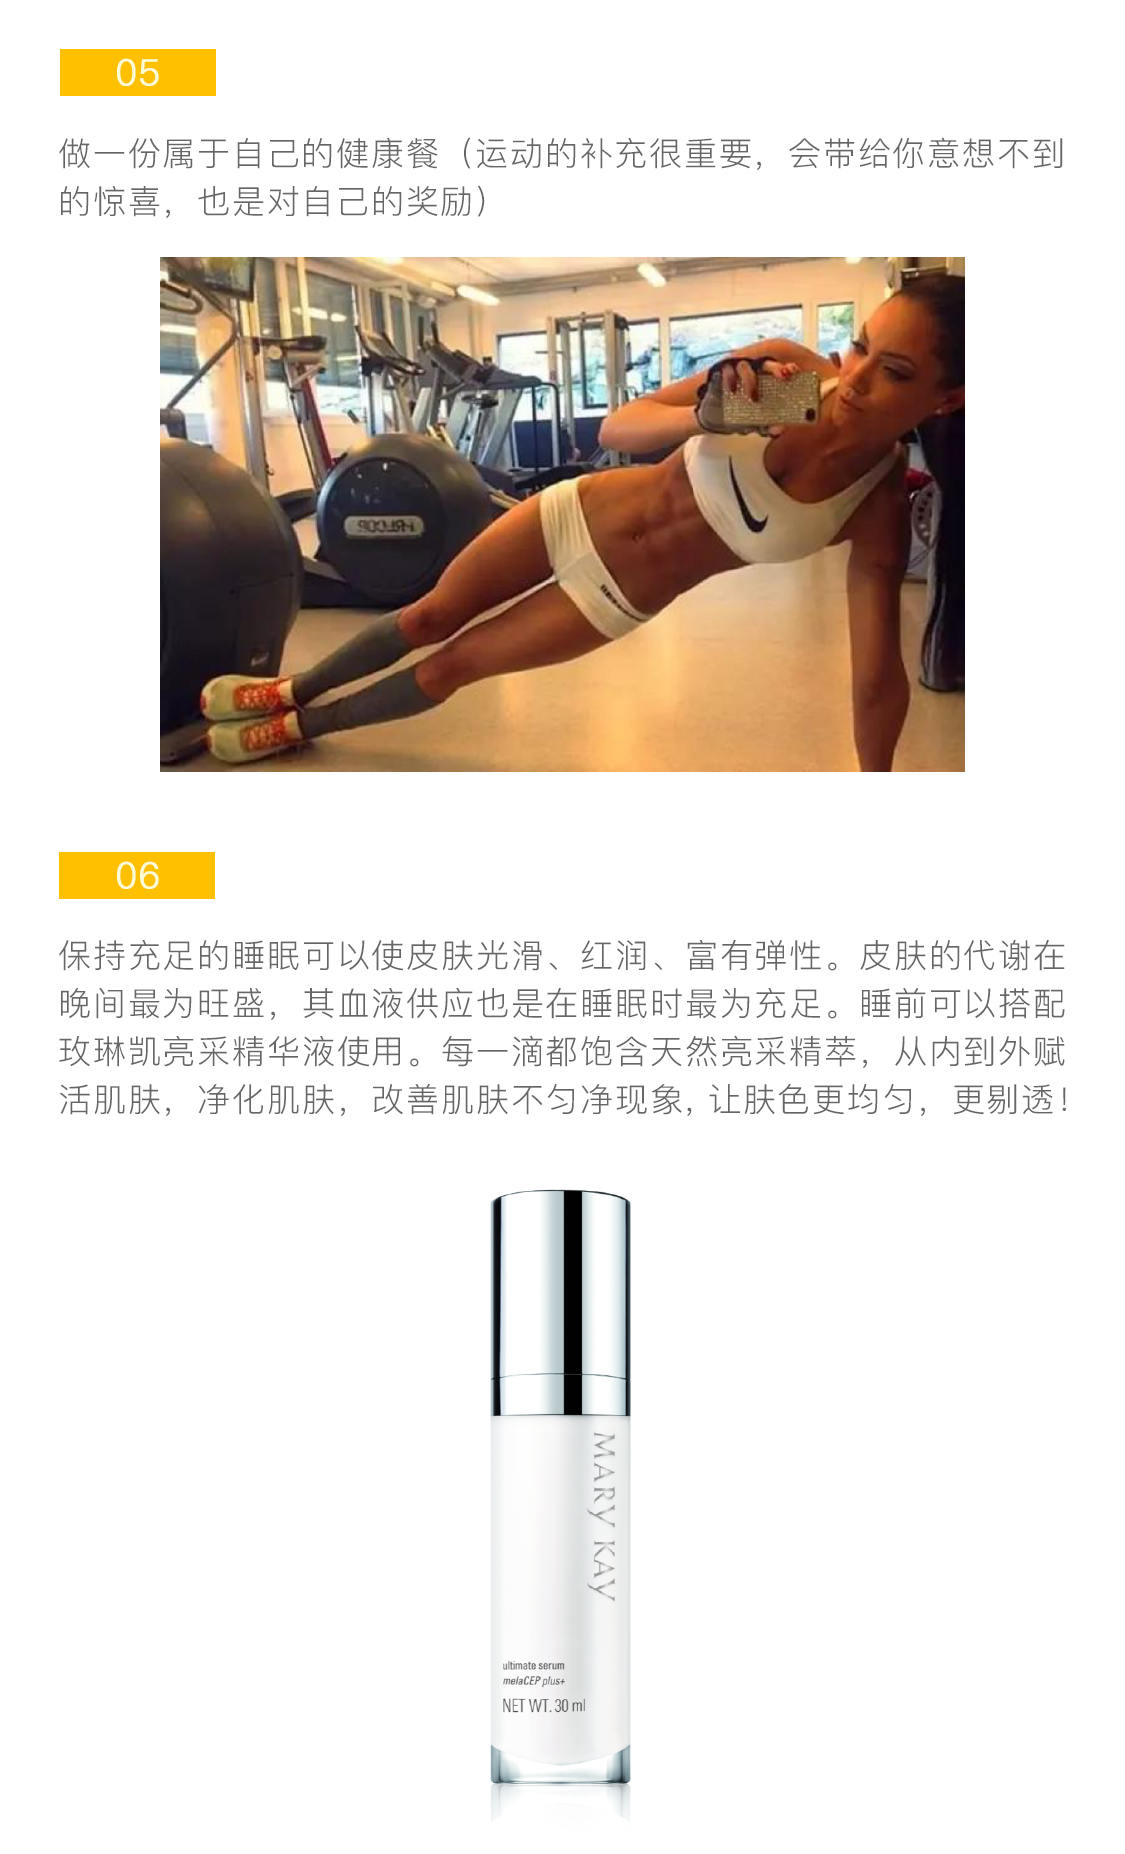 05
做一份属于自己的健康餐（运动的补充很重要，会带给你意想不到
的惊喜，也是对自己的奖励）
06
保持充足的睡眠可以使皮肤光滑、红润、富有弹性。皮肤的代谢在
晚间最为旺盛，其血液供应也是在睡眠时最为充足。睡前可以搭配
玫琳凯亮采精华液使用。每一滴都饱含天然亮采精萃，从内到外赋
活肌肤，净化肌肤，改善肌肤不匀净现象, 让肤色更均匀，更剔透！
MARY KAY
ultimate serum
melaCEP plus+
NET WT. 30 ml